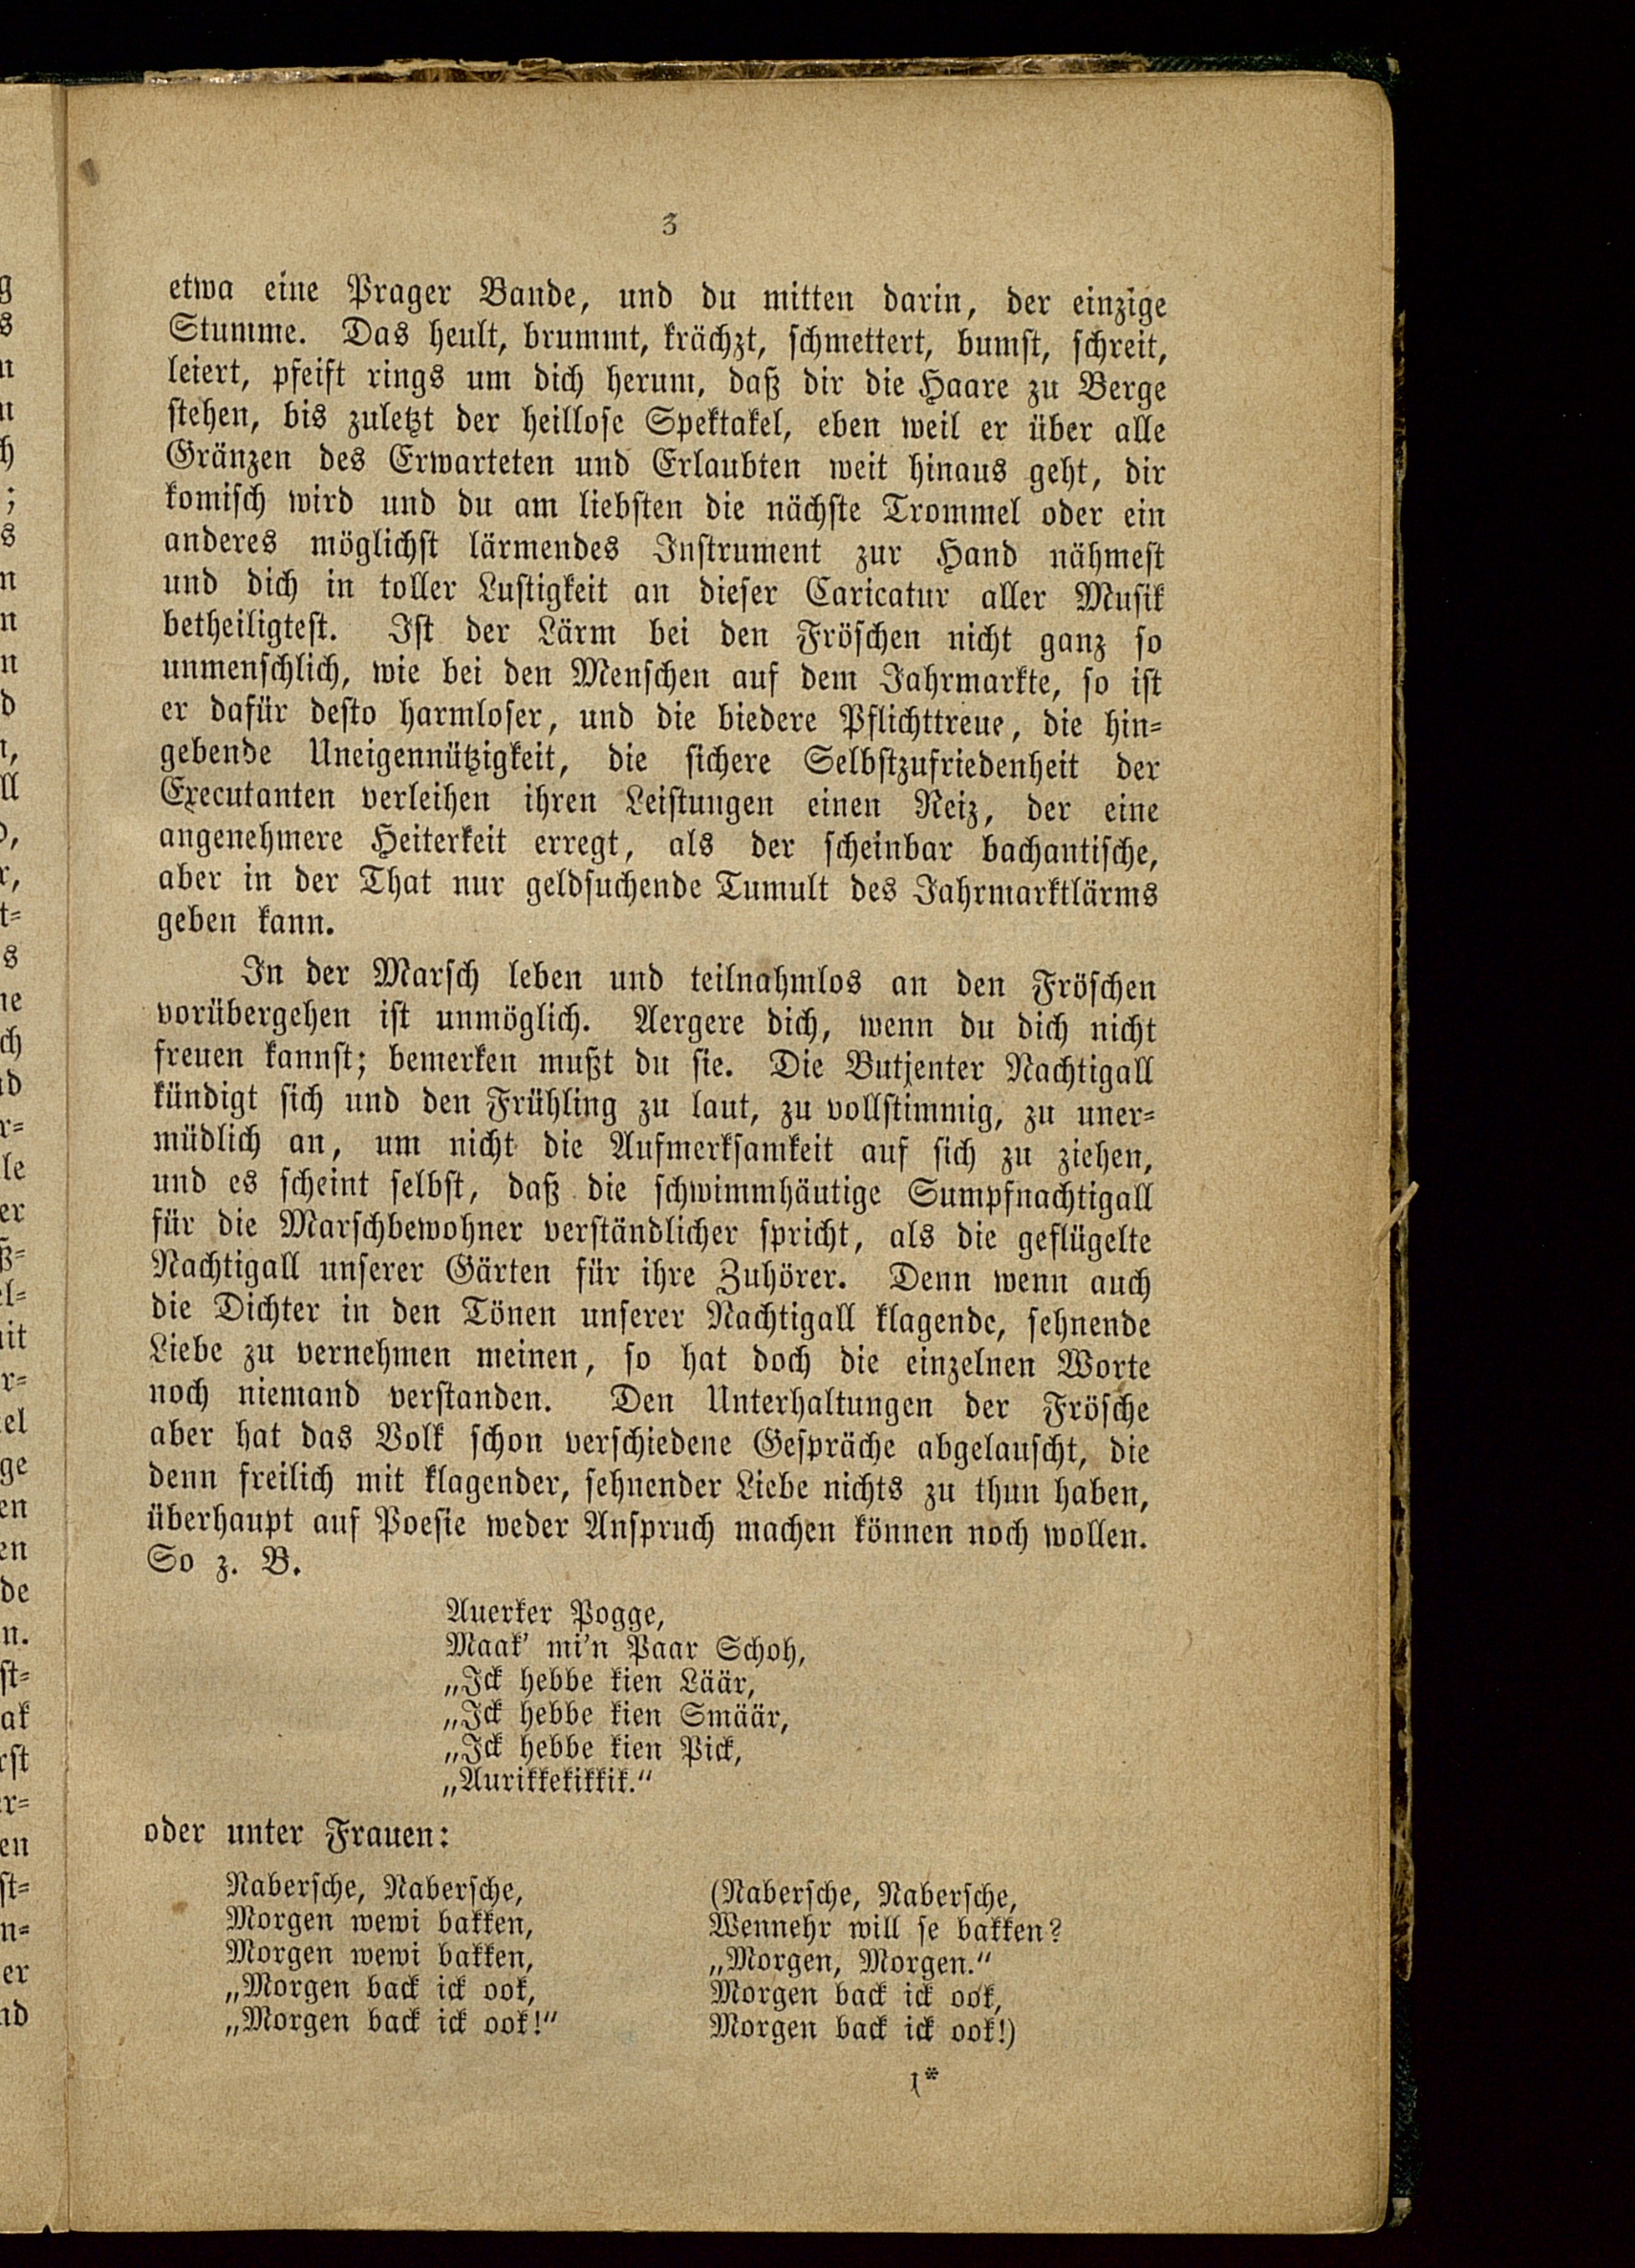 3
etwa eine Prager Bande, und du mitten darin, der einzige
Stumme. Das heult, brummt, krächzt, schmettert, bumst, schreit,
leiert, pfeift rings um dich herum, daß dir die Haare zu Berge
stehen, bis zuletzt der heillose Spektakel, eben weil er über alle
Gränzen des Erwarteten und Erlaubten weit hinaus geht, dir
komisch wird und du am liebsten die nächste Trommel oder ein
anderes möglichst lärmendes Instrument zur Hand nähmest
und dich in toller Lustigkeit an dieser Caricatur aller Musik
betheiligtest. Ist der Lärm bei den Fröschen nicht ganz so
unmenschlich, wie bei den Menschen auf dem Jahrmarkte, so ist
er dafür desto harmloser, und die biedere Pflichttreue, die hin-
gebende Uneigennützigkeit, die sichere Selbstzufriedenheit der
Executanten verleihen ihren Leistungen einen Reiz, der eine
angenehmere Heiterkeit erregt, als der scheinbar bachantische,
aber in der That nur geldsuchende Tumult des Jahrmarktlärms
geben kann.
In der Marsch leben und teilnahmlos an den Fröschen
vorübergehen ist unmöglich. Aergere dich, wenn du dich nicht
freuen kannst; bemerken mußt du sie. Die Butjenter Nachtigall
kündigt sich und den Frühling zu laut, zu vollstimmig, zu uner-
müdlich an, um nicht die Aufmerksamkeit auf sich zu ziehen,
und es scheint selbst, daß die schwimmhäutige Sumpfnachtigall
für die Marschbewohner verständlicher spricht, als die geflügelte
Nachtigall unserer Gärten für ihre Zuhörer. Denn wenn auch
die Dichter in den Tönen unserer Nachtigall klagende, sehnende
Liebe zu vernehmen meinen, so hat doch die einzelnen Worte
noch niemand verstanden. Den Unterhaltungen der Frösche
aber hat das Volk schon verschiedene Gespräche abgelauscht, die
denn freilich mit klagender, sehnender Liebe nichts zu thun haben,
überhaupt auf Poesie weder Anspruch machen können noch wollen.
So z. B.
Auerker Pogge,
Maak' mi'n Paar Schoh,
„Ick hebbe kien Läär,
„Ick hebbe kien Smäär,
„Ick hebbe kien Pick,
„Aurikkekikkik.“
oder unter Frauen:
Nabersche, Nabersche,
Morgen wewi bakken,
Morgen wewi bakken,
„Morgen back ick ook,
„Morgen back ick ook!“
(Nabersche, Nabersche,
Wennehr will se bakken?
„Morgen, Morgen.“
Morgen back ick ook,
Morgen back ick ook!)
1*